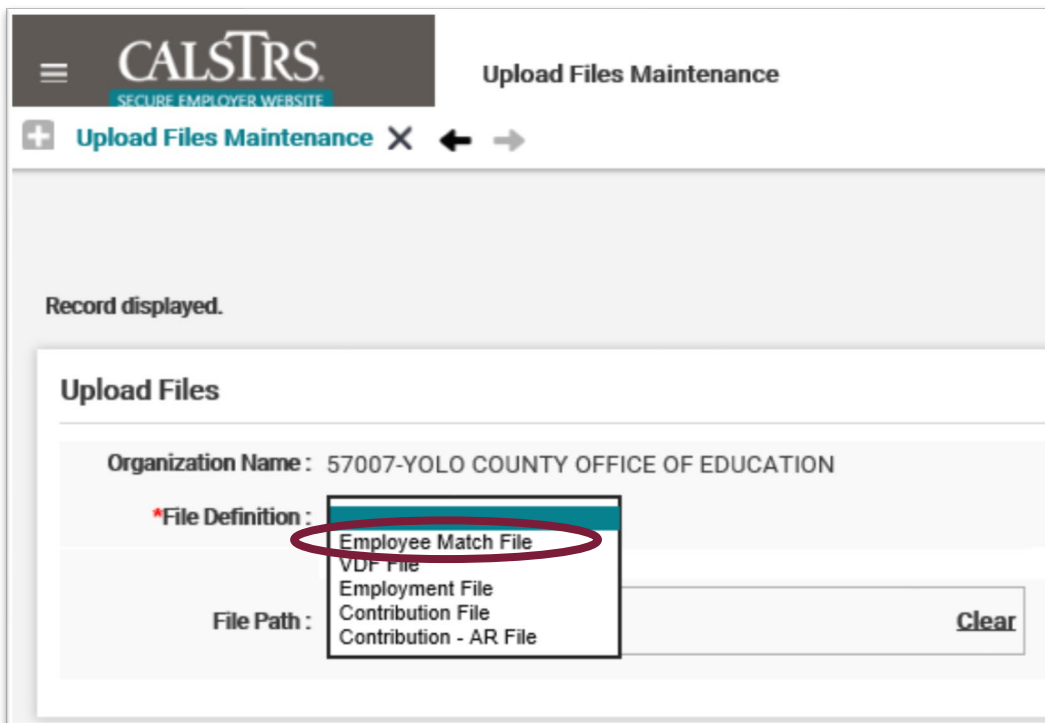 CALSTRS.
SECURE EMPLOYER WEBSITE
Upload Files Maintenance
Upload Files Maintenance
Record displayed.
Upload Files
Organization Name : 57007-YOLO COUNTY OFFICE OF EDUCATION
*File Definition :
Employee Match File
VDF File
Employment File
Contribution File
Contribution - AR File
File Path :
Clear